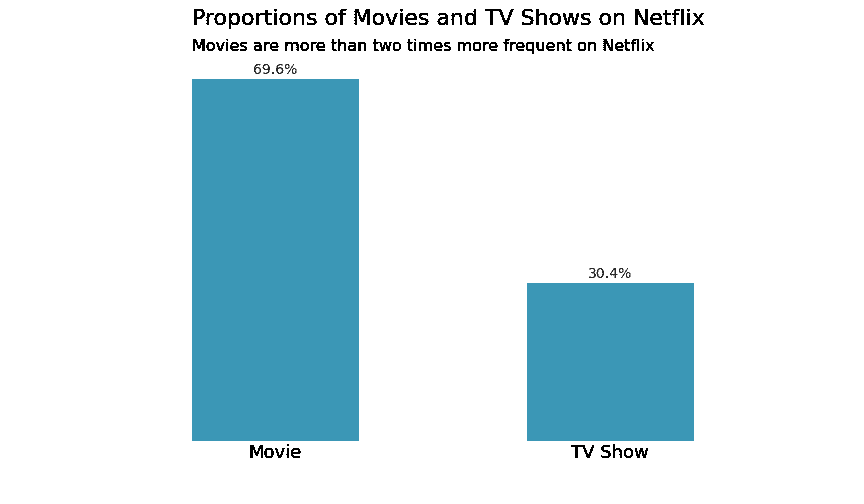 Proportions of Movies and TV Shows on Netflix
Movies are more than two times more frequent on Netflix
69.6%
30.4%
Movie
TV Show